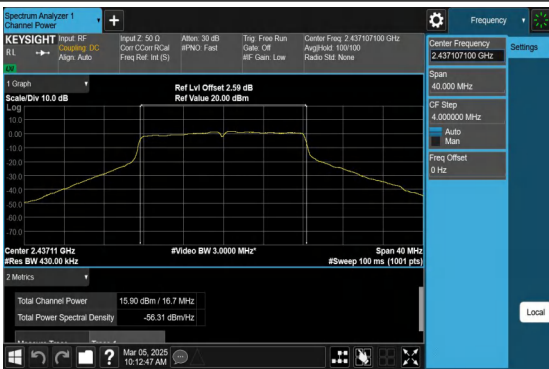 Spectrum Analyzer 1
Channel Power
Frequency
KEYSIGHT
Input: RF
Input Z: 50 Ω
Atten: 30 dB
Trig: Free Run
Center Freq: 2.437107100 GHz
RL
Coupling: DC
Corr CCorr RCal
#PNO: Fast
Gate: Off
Avg|Hold: 100/100
Align: Auto
Freq Ref: Int (S)
#IF Gain: Low
Radio Std: None
Center Frequency
2.437107100 GHz
Settings
Span
40.000 MHz
CF Step
4.000000 MHz
Auto
Man
Freq Offset
0 Hz
1 Graph
Ref Lvl Offset 2.59 dB
Scale/Div 10.0 dB
Ref Value 20.00 dBm
Log
10.0
0.00
-10.0
-20.0
-30.0
-40.0
-50.0
-60.0
-70.0
Center 2.43711 GHz
#Video BW 3.0000 MHz*
Span 40 MHz
#Res BW 430.00 kHz
#Sweep 100 ms (1001 pts)
2 Metrics
Total Channel Power
15.90 dBm / 16.7 MHz
Total Power Spectral Density
-56.31 dBm/Hz
Local
?
Mar 05, 2025
10:12:47 AM